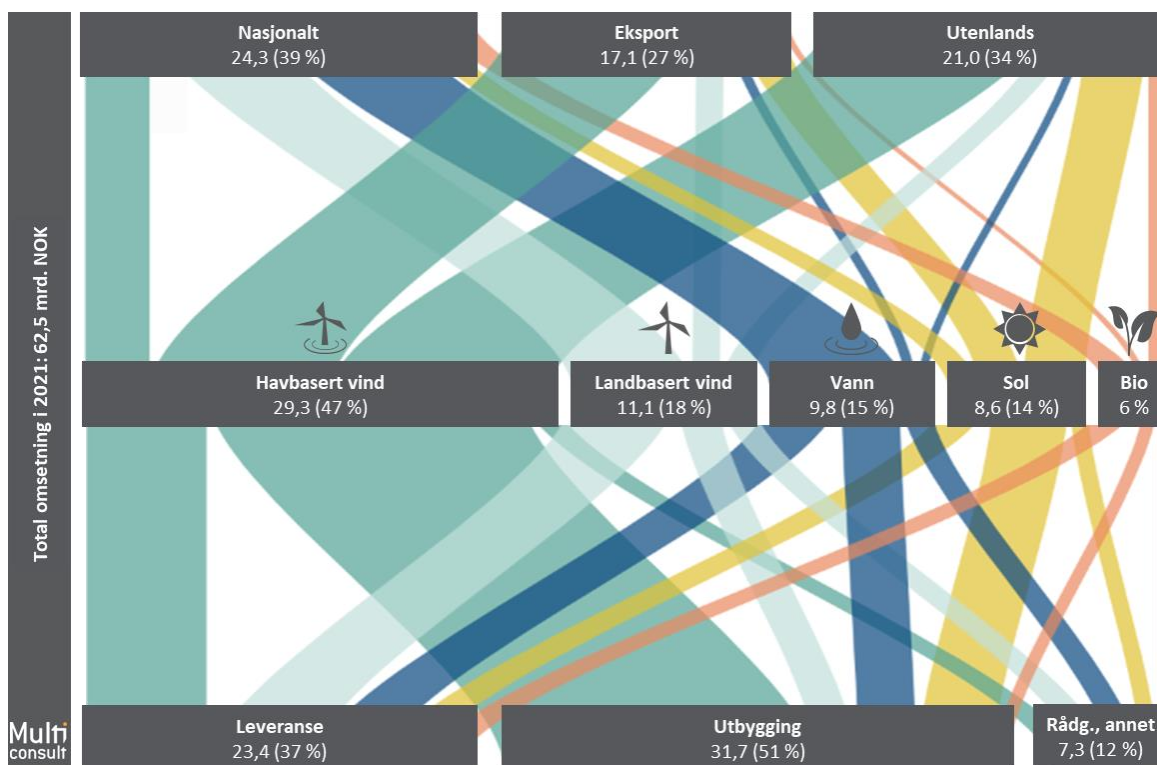 Nasjonalt
24,3 (39 %)
Eksport
17,1 (27 %)
Utenlands
21,0 (34 %)
Total omsetning i 2021: 62,5 mrd. NOK
Havbasert vind
29,3 (47 %)
Landbasert vind
11,1 (18 %)
Vann
9,8 (15 %)
Sol
8,6 (14 %)
Bio
6 %
Leveranse
23,4 (37 %)
Utbygging
31,7 (51 %)
Rådg., annet
7,3 (12 %)
Multi
consult